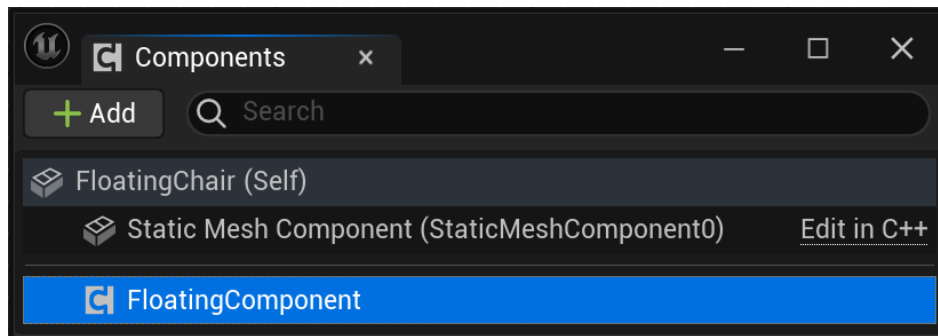 Components
Add
Search
FloatingChair (Self)
Static Mesh Component (StaticMeshComponent0) Edit in C++
FloatingComponent